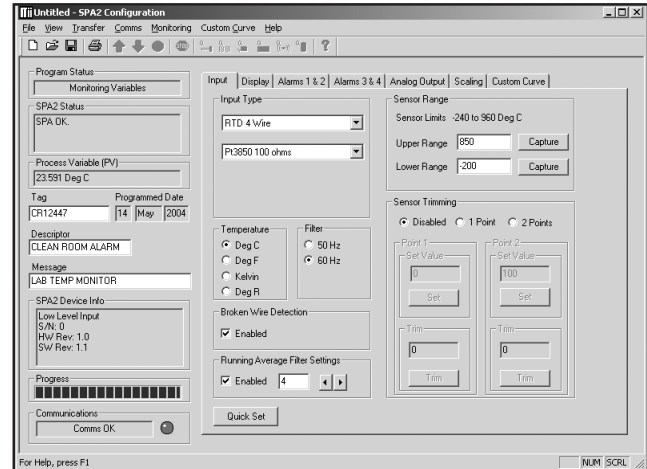 Untitled - SPA2 Configuration
File View Transfer Comms Monitoring Custom Curve Help
STOP
Program Status
Monitoring Variables
SPA2 Status
SPA OK.
Process Variable (PV)
23.591 Deg C
Tag Programmed Date
CR12447 14 May 2004
Descriptor
CLEAN ROOM ALARM
Message
LAB TEMP MONITOR
SPA2 Device Info
Low Level Input
S/N: 0
HW Rev: 1.0
SW Rev: 1.1
Progress
Communications
Comms OK
Input Display Alarms 1 & 2 Alarms 3 & 4 Analog Output Scaling Custom Curve
Input Type
RTD 4 Wire
Pt3850 100 ohms
Temperature
Deg C
Deg F
Kelvin
Deg R
Filter
50 Hz
60 Hz
Broken Wire Detection
Enabled
Running Average Filter Settings
Enabled 4
Quick Set
Sensor Range
Sensor Limits -240 to 960 Deg C
Upper Range 850 Capture
Lower Range -200 Capture
Sensor Trimming
Disabled 1 Point 2 Points
Point 1
Set Value
0
Set
Trim
0
Trim
Point 2
Set Value
100
Set
Trim
0
Trim
For Help, press F1
NUM SCRL